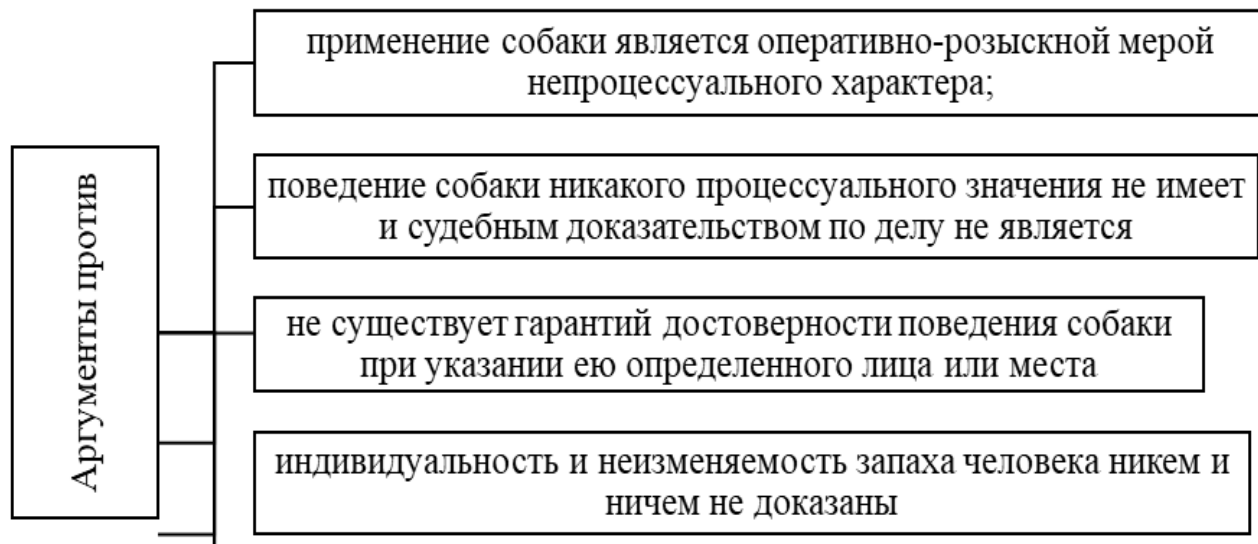 Аргументы против
применение собаки является оперативно-розыскной мерой
непроцессуального характера;
поведение собаки никакого процессуального значения не имеет
и судебным доказательством по делу не является
не существует гарантий достоверности поведения собаки
при указании ею определенного лица или места
индивидуальность и неизменяемость запаха человека никем и
ничем не доказаны